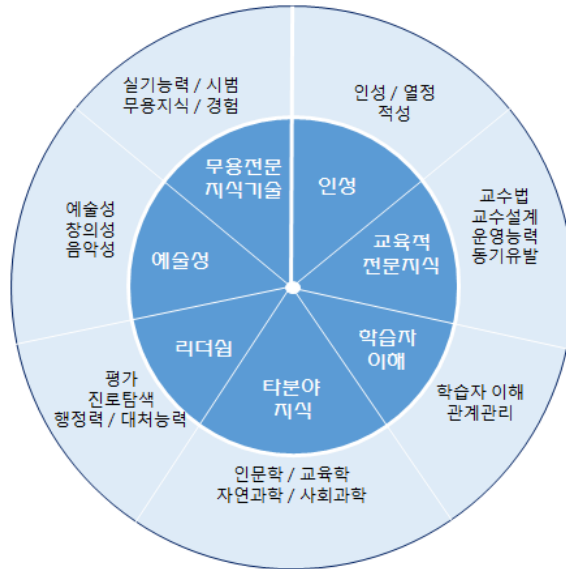 실기능력 / 시범
무용지식 / 경험
인성 / 열정
적성
무용전문
지식기술
인성
예술성
창의성
음악성
교수법
교수설계
운영능력
동기유발
예술성
교육적
전문지식
리더쉽
학습자
이해
평가
진로탐색
행정력 / 대처능력
타분야
지식
학습자 이해
관계관리
인문학 / 교육학
자연과학 / 사회과학